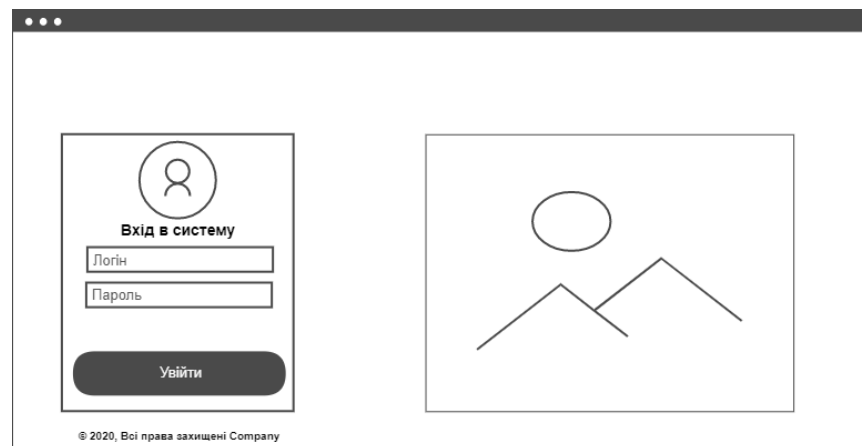 Вхід в систему
Логін
Пароль
Увійти
© 2020, Всі права захищені Company